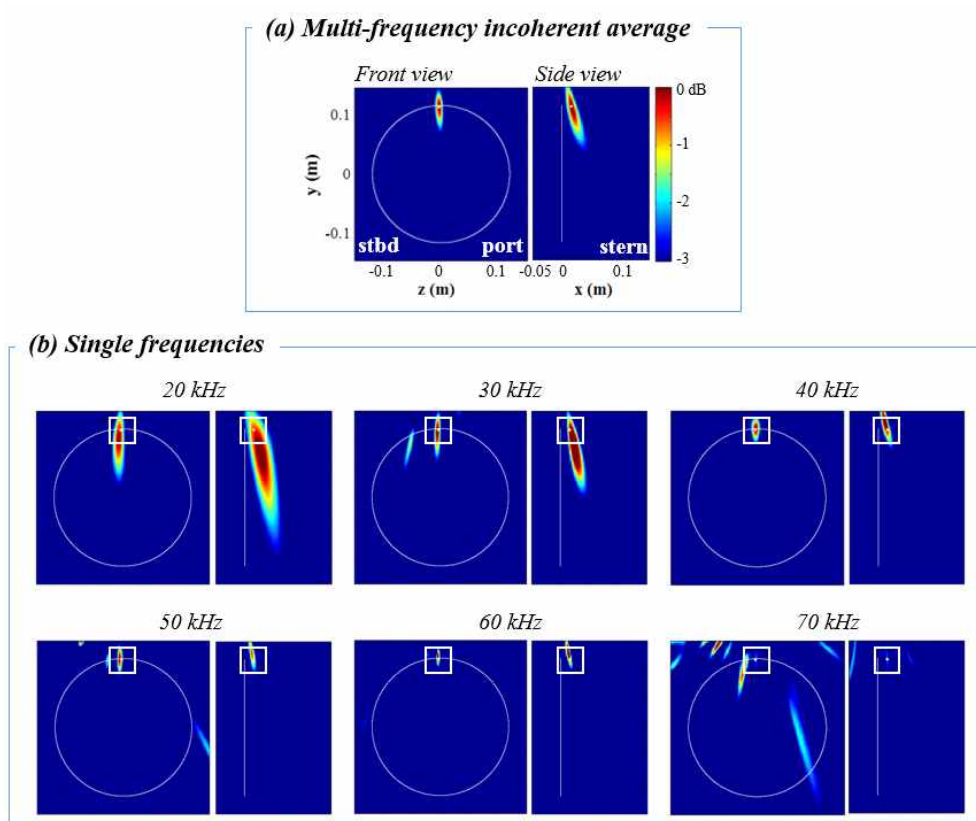 (a) Multi-frequency incoherent average
Front view Side view
0 dB
0.1
-1
y (m)
0
-2
-0.1
stbd port stern
-3
-0.1 0 0.1 -0.05 0 0.1
z (m) x (m)
(b) Single frequencies
20 kHz 30 kHz 40 kHz
50 kHz 60 kHz 70 kHz